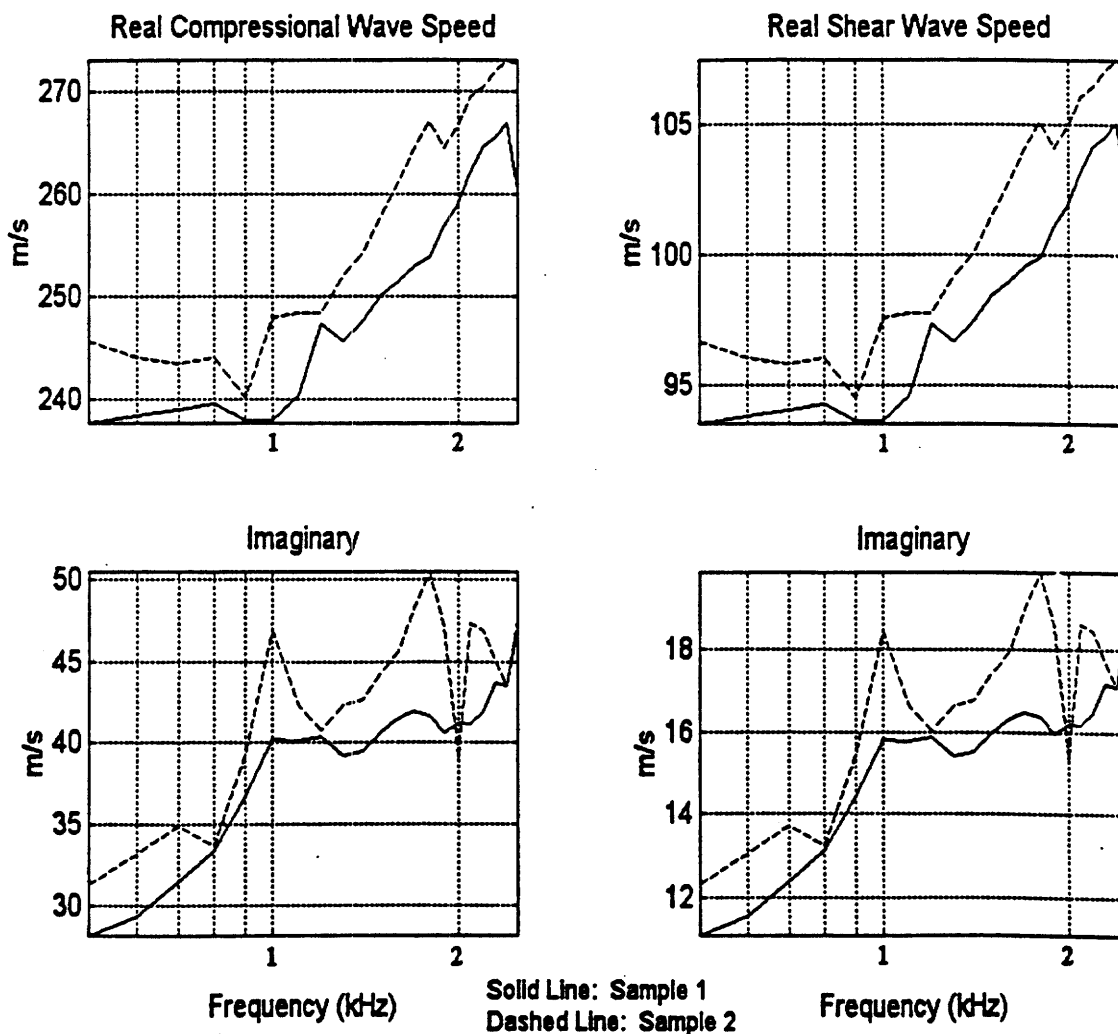 Real Compressional Wave Speed
270
260
250
240
m/s
1
2
Real Shear Wave Speed
105
100
95
m/s
1
2
Imaginary
50
45
40
35
30
m/s
1
2
Frequency (kHz)
Imaginary
18
16
14
12
m/s
1
2
Frequency (kHz)
Solid Line: Sample 1
Dashed Line: Sample 2